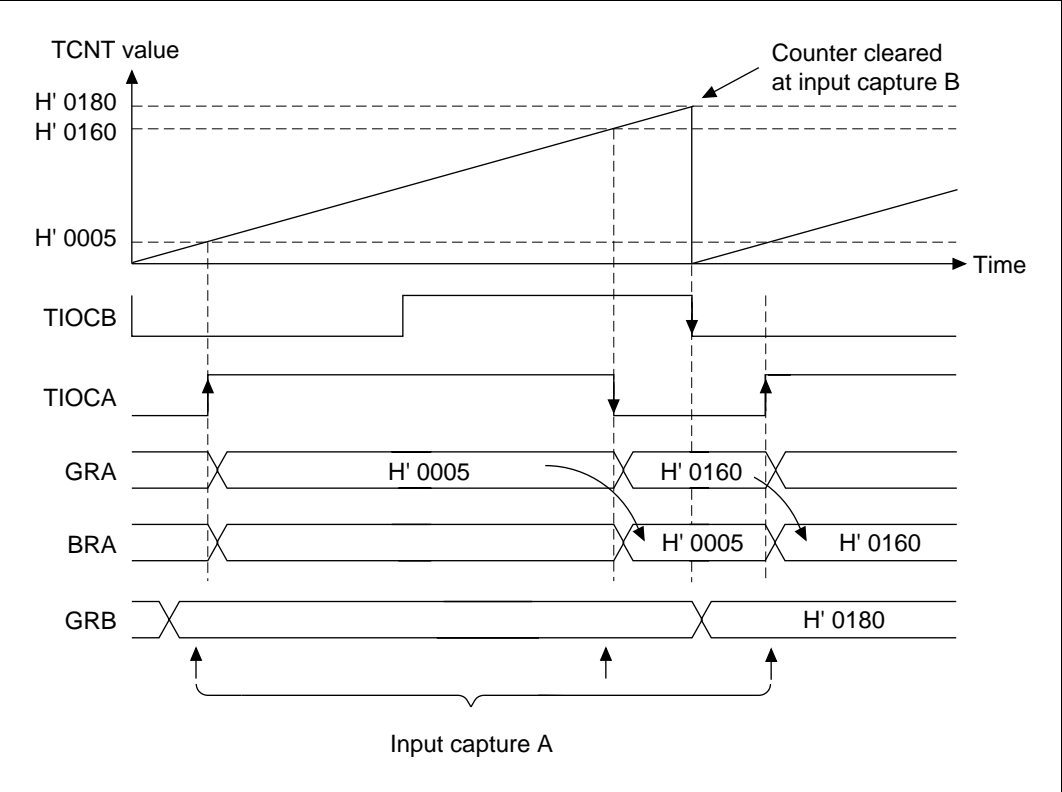 TCNT value
Counter cleared
at input capture B
H' 0180
H' 0160
H' 0005
Time
TIOCB
TIOCA
GRA
H' 0005
H' 0160
BRA
H' 0005
H' 0160
GRB
H' 0180
Input capture A